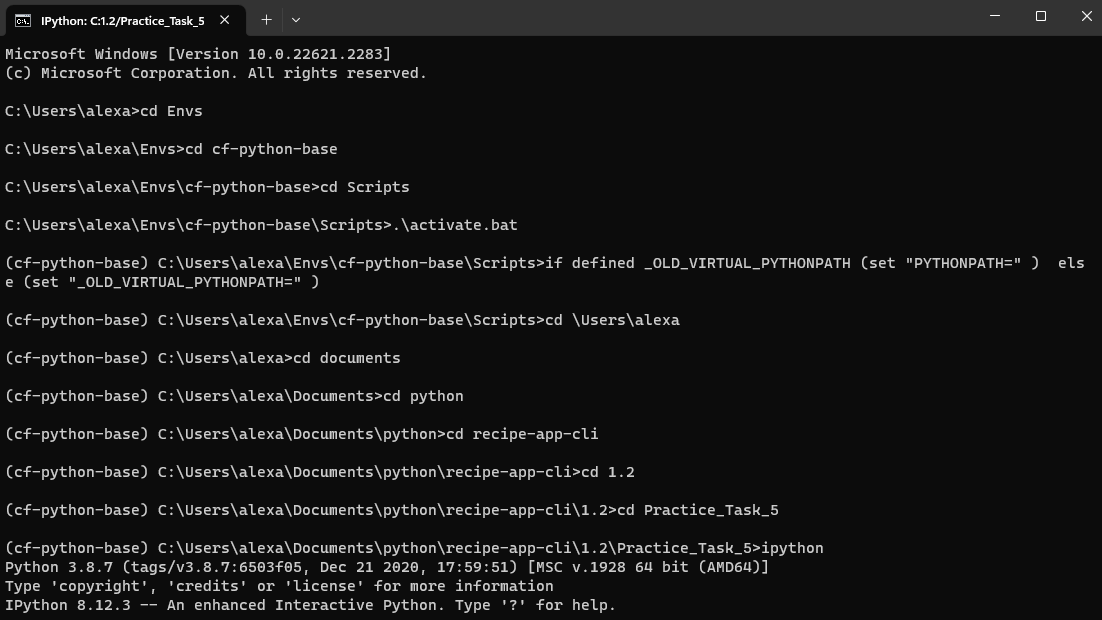 IPython: C:1.2/Practice_Task_5
Microsoft Windows [Version 10.0.22621.2283]
(c) Microsoft Corporation. All rights reserved.
C:\Users\alexa>cd Envs
C:\Users\alexa\Envs>cd cf-python-base
C:\Users\alexa\Envs\cf-python-base>cd Scripts
C:\Users\alexa\Envs\cf-python-base\Scripts>.\activate.bat
(cf-python-base) C:\Users\alexa\Envs\cf-python-base\Scripts>if defined _OLD_VIRTUAL_PYTHONPATH (set "PYTHONPATH=" )  els
e (set "_OLD_VIRTUAL_PYTHONPATH=" )
(cf-python-base) C:\Users\alexa\Envs\cf-python-base\Scripts>cd \Users\alexa
(cf-python-base) C:\Users\alexa>cd documents
(cf-python-base) C:\Users\alexa\Documents>cd python
(cf-python-base) C:\Users\alexa\Documents\python>cd recipe-app-cli
(cf-python-base) C:\Users\alexa\Documents\python\recipe-app-cli>cd 1.2
(cf-python-base) C:\Users\alexa\Documents\python\recipe-app-cli\1.2>cd Practice_Task_5
(cf-python-base) C:\Users\alexa\Documents\python\recipe-app-cli\1.2\Practice_Task_5>ipython
Python 3.8.7 (tags/v3.8.7:6503f05, Dec 21 2020, 17:59:51) [MSC v.1928 64 bit (AMD64)]
Type 'copyright', 'credits' or 'license' for more information
IPython 8.12.3 -- An enhanced Interactive Python. Type '?' for help.